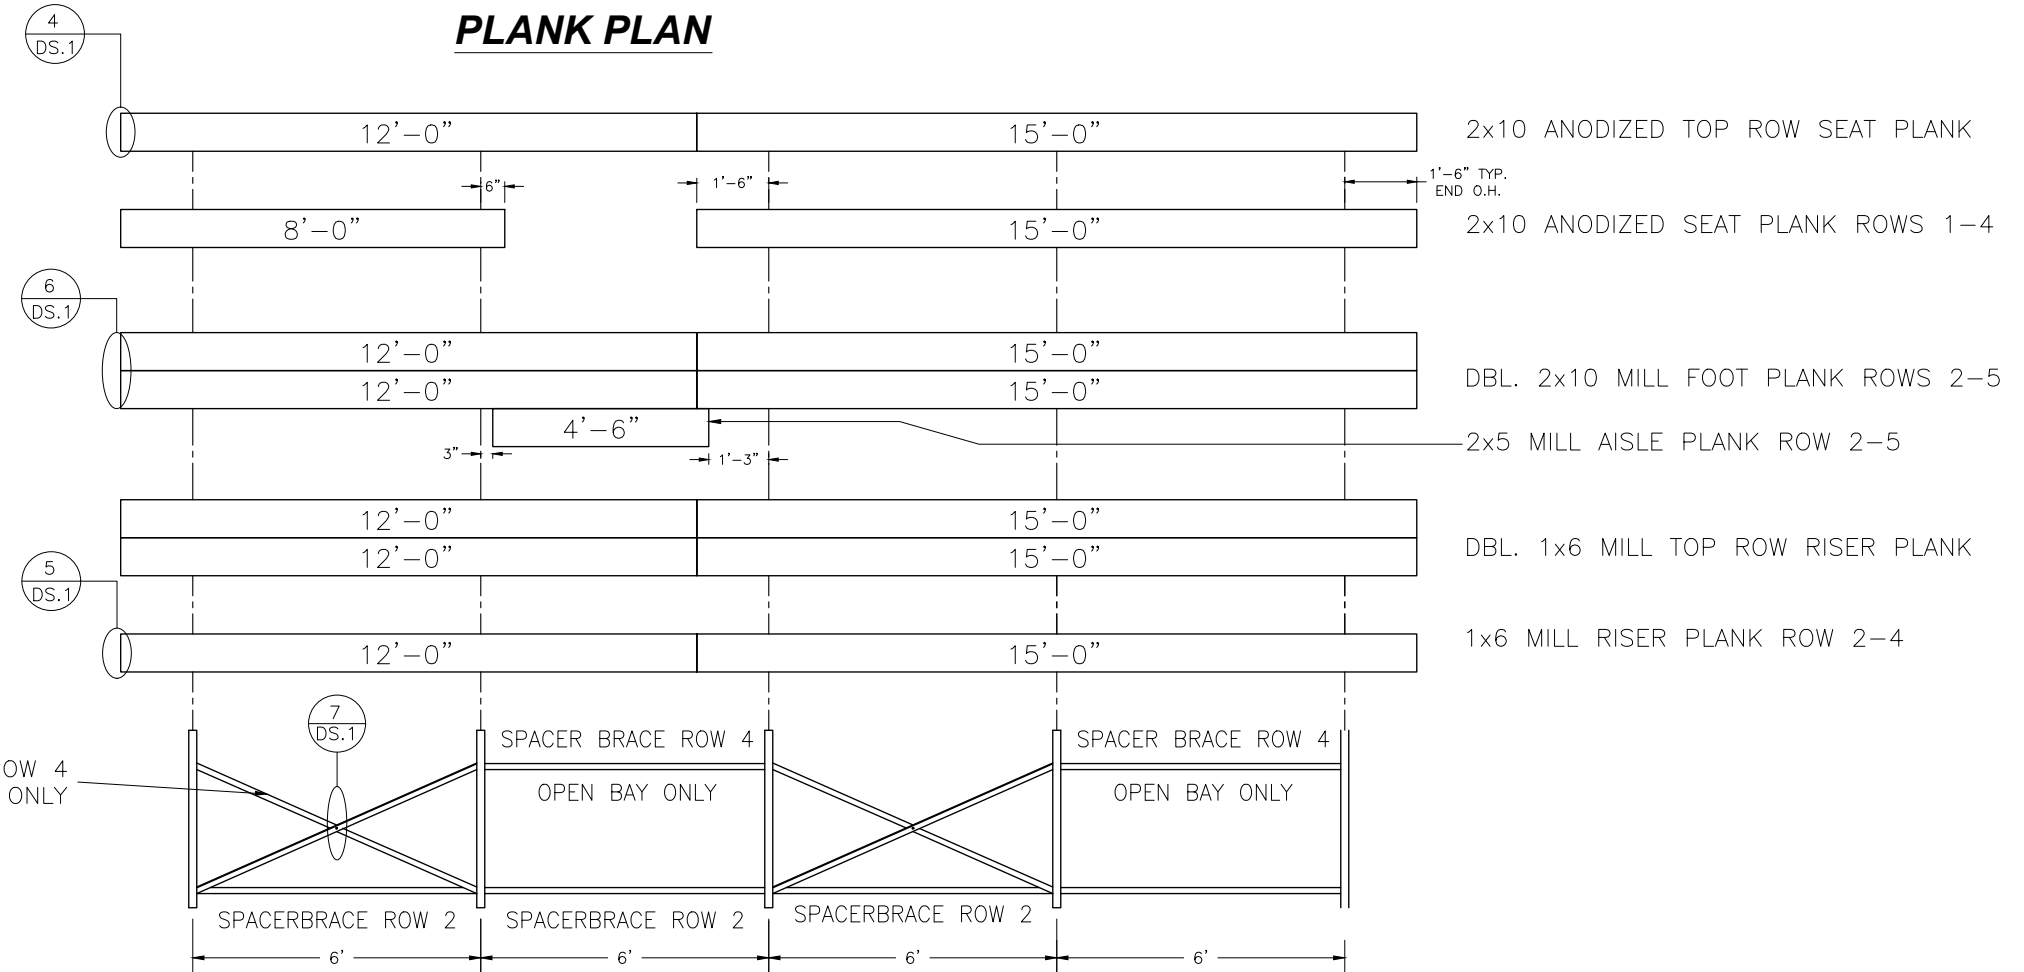 PLANK PLAN
4
DS.1
12'-0" 15'-0" 2x10 ANODIZED TOP ROW SEAT PLANK
6" 1'-6" 1'-6" TYP.
END O.H.
8'-0" 15'-0" 2x10 ANODIZED SEAT PLANK ROWS 1-4
6
DS.1
12'-0" 15'-0"
12'-0" 15'-0" DBL. 2x10 MILL FOOT PLANK ROWS 2-5
4'-6" 2x5 MILL AISLE PLANK ROW 2-5
3" 1'-3"
12'-0" 15'-0"
12'-0" 15'-0" DBL. 1x6 MILL TOP ROW RISER PLANK
5
DS.1
12'-0" 15'-0" 1x6 MILL RISER PLANK ROW 2-4
7
DS.1
SPACER BRACE ROW 4 SPACER BRACE ROW 4
OW 4
ONLY
OPEN BAY ONLY OPEN BAY ONLY
SPACERBRACE ROW 2 SPACERBRACE ROW 2 SPACERBRACE ROW 2
6' 6' 6' 6'